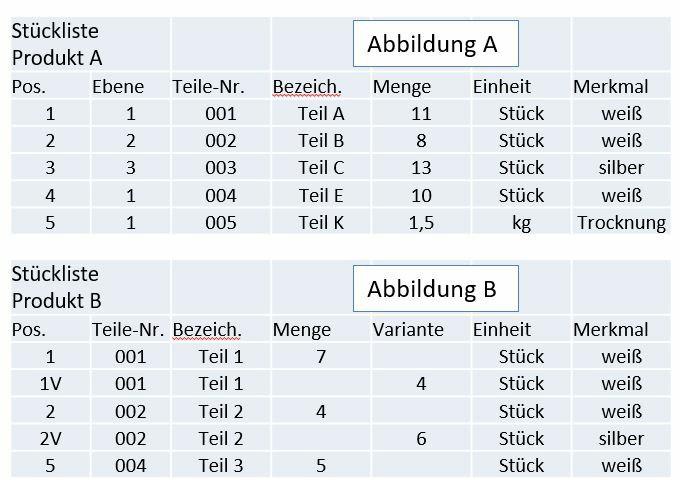 Stückliste
Produkt A
Abbildung A
Pos. Ebene Teile-Nr. Bezeich. Menge Einheit Merkmal
1 1 001 Teil A 11 Stück weiß
2 2 002 Teil B 8 Stück weiß
3 3 003 Teil C 13 Stück silber
4 1 004 Teil E 10 Stück weiß
5 1 005 Teil K 1,5 kg Trocknung
Stückliste
Produkt B
Abbildung B
Pos. Teile-Nr. Bezeich. Menge Variante Einheit Merkmal
1 001 Teil 1 7 Stück weiß
1V 001 Teil 1 4 Stück weiß
2 002 Teil 2 4 Stück weiß
2V 002 Teil 2 6 Stück silber
5 004 Teil 3 5 Stück weiß